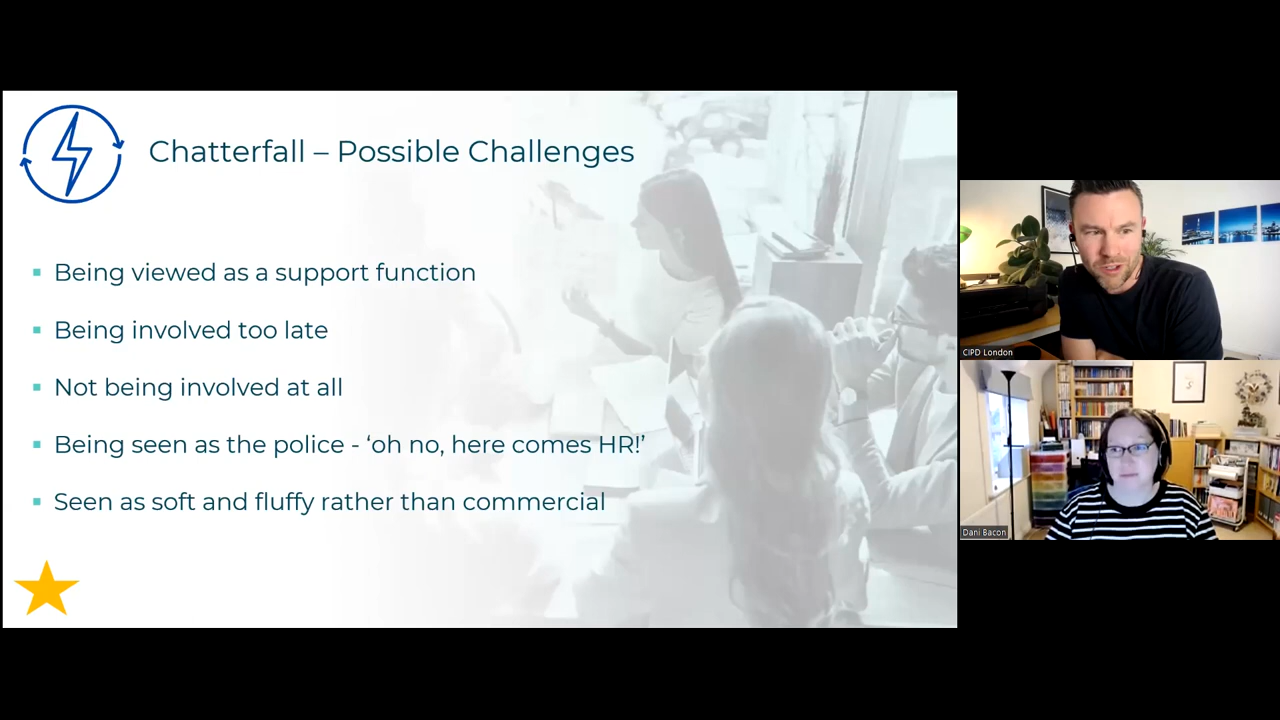 Chatterfall – Possible Challenges
Being viewed as a support function
Being involved too late
Not being involved at all
Being seen as the police - ‘oh no, here comes HR!’
Seen as soft and fluffy rather than commercial
CIPD London
Dani Bacon